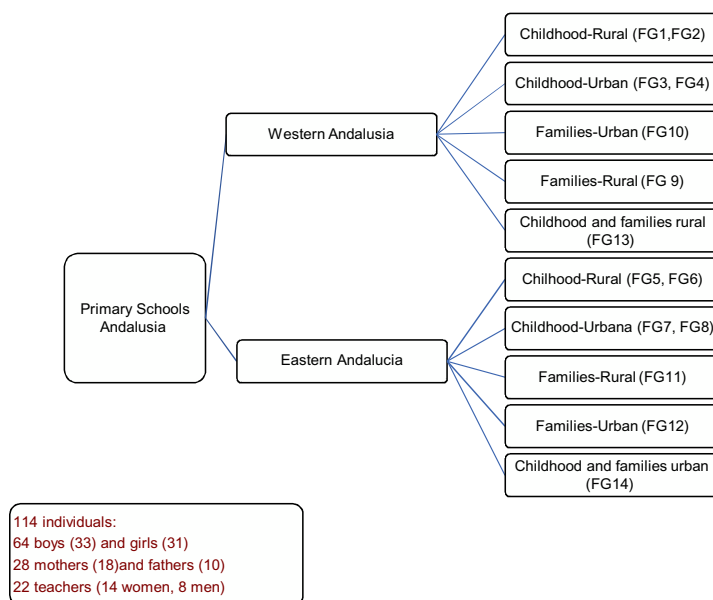 Childhood-Rural (FG1,FG2)
Childhood-Urban (FG3, FG4)
Western Andalusia
Families-Urban (FG10)
Families-Rural (FG 9)
Childhood and families rural
(FG13)
Primary Schools
Andalusia
Chilhood-Rural (FG5, FG6)
Childhood-Urbana (FG7, FG8)
Eastern Andalucia
Families-Rural (FG11)
Families-Urban (FG12)
Childhood and families urban
(FG14)
114 individuals:
64 boys (33) and girls (31)
28 mothers (18)and fathers (10)
22 teachers (14 women, 8 men)